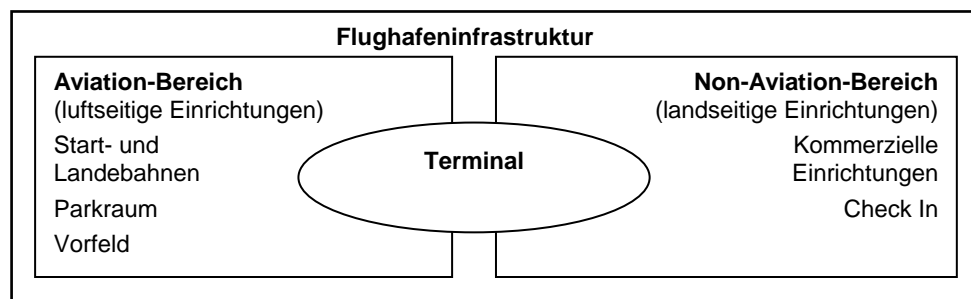 Flughafeninfrastruktur
Aviation-Bereich
(luftseitige Einrichtungen)
Start- und
Landebahnen
Parkraum
Vorfeld
Terminal
Non-Aviation-Bereich
(landseitige Einrichtungen)
Kommerzielle
Einrichtungen
Check In